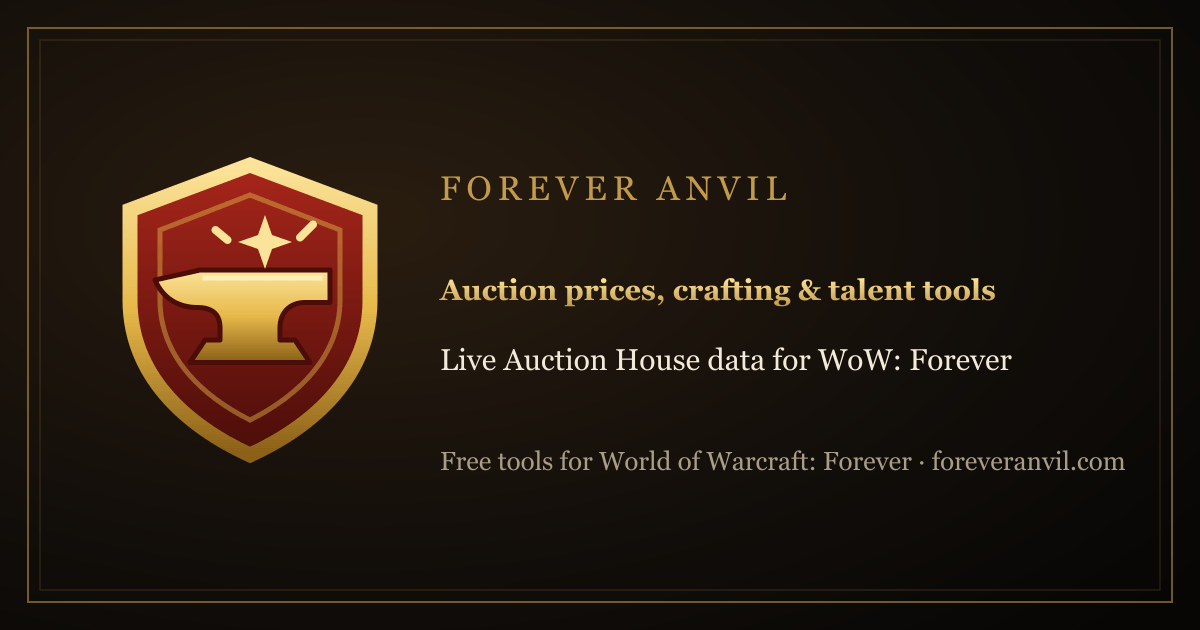 FOREVER ANVIL
Auction prices, crafting & talent tools
Live Auction House data for WoW: Forever
Free tools for World of Warcraft: Forever · foreveranvil.com